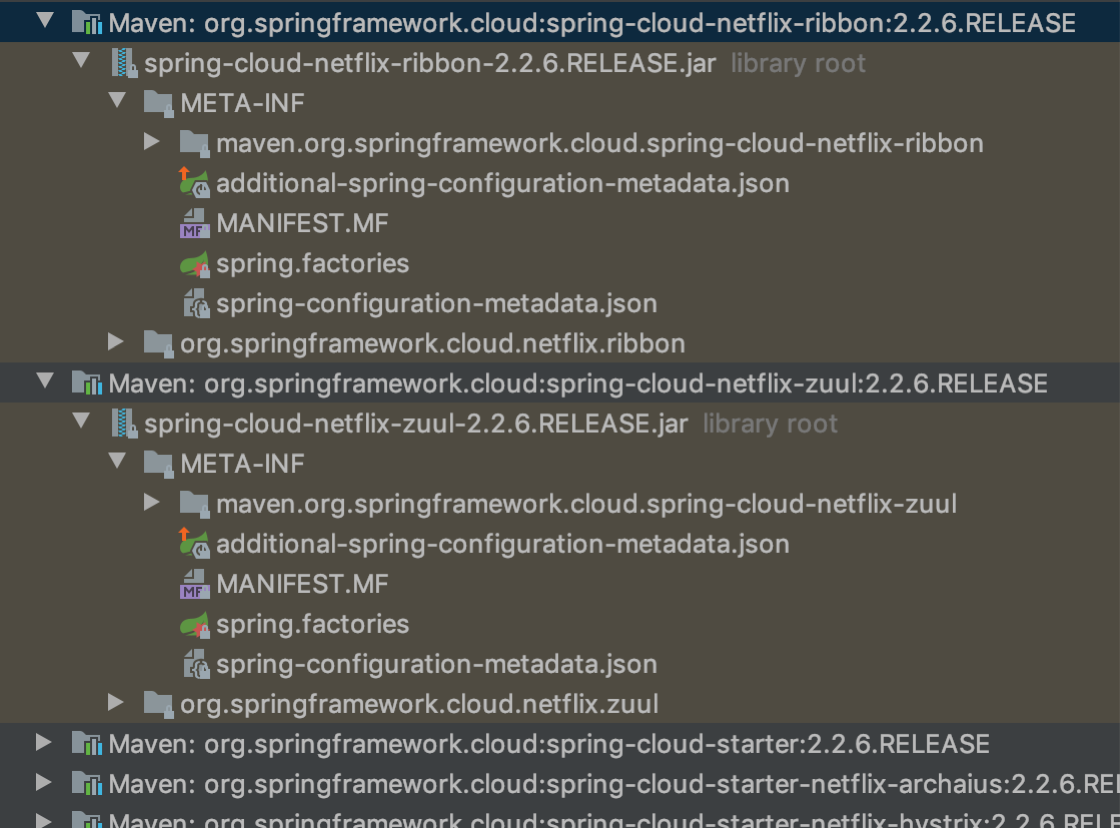 Maven: org.springframework.cloud:spring-cloud-netflix-ribbon:2.2.6.RELEASE
spring-cloud-netflix-ribbon-2.2.6.RELEASE.jar library root
META-INF
maven.org.springframework.cloud.spring-cloud-netflix-ribbon
additional-spring-configuration-metadata.json
MF MANIFEST.MF
spring.factories
spring-configuration-metadata.json
org.springframework.cloud.netflix.ribbon
Maven: org.springframework.cloud:spring-cloud-netflix-zuul:2.2.6.RELEASE
spring-cloud-netflix-zuul-2.2.6.RELEASE.jar library root
META-INF
maven.org.springframework.cloud.spring-cloud-netflix-zuul
additional-spring-configuration-metadata.json
MF MANIFEST.MF
spring.factories
spring-configuration-metadata.json
org.springframework.cloud.netflix.zuul
Maven: org.springframework.cloud:spring-cloud-starter:2.2.6.RELEASE
Maven: org.springframework.cloud:spring-cloud-starter-netflix-archaius:2.2.6.REL
Maven: org.springframework.cloud:spring-cloud-starter-netflix-hystrix:2.2.6.RELE